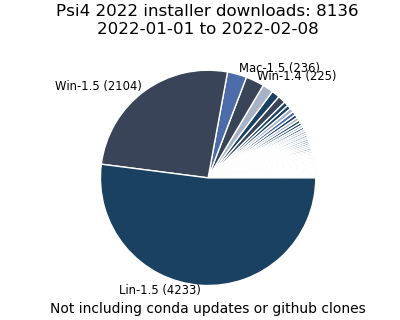 Psi4 2022 installer downloads: 8136
2022-01-01 to 2022-02-08
Mac-1.5 (236)
Win-1.4 (225)
Win-1.5 (2104)
Lin-1.5 (4233)
Not including conda updates or github clones